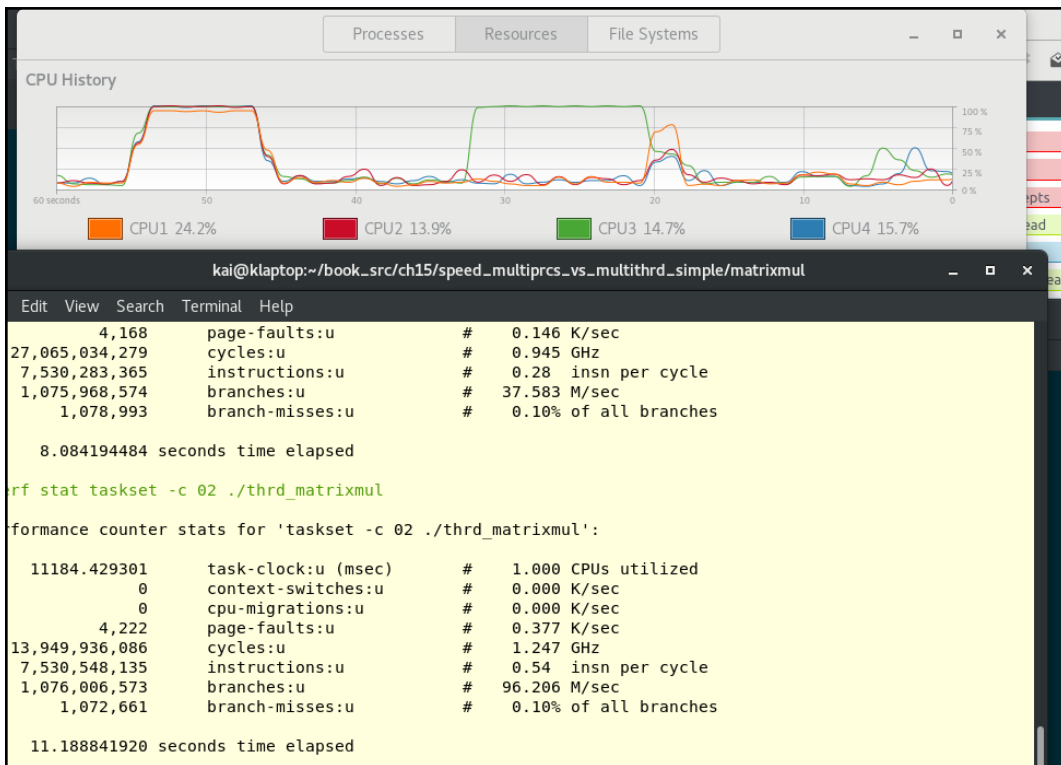 Processes Resources File Systems
CPU History
100 %
75 %
50 %
25 %
0 %
60 seconds 50 40 30 20 10 0
CPU1 24.2% CPU2 13.9% CPU3 14.7% CPU4 15.7%
epts
ead
ea
kai@klaptop:~/book_src/ch15/speed_multiprcs_vs_multithrd_simple/matrixmul
Edit View Search Terminal Help
4,168 page-faults:u # 0.146 K/sec
27,065,034,279 cycles:u # 0.945 GHz
7,530,283,365 instructions:u # 0.28 insn per cycle
1,075,968,574 branches:u # 37.583 M/sec
1,078,993 branch-misses:u # 0.10% of all branches
8.084194484 seconds time elapsed
erf stat taskset -c 02 ./thrd_matrixmul
formance counter stats for 'taskset -c 02 ./thrd_matrixmul':
11184.429301 task-clock:u (msec) # 1.000 CPUs utilized
0 context-switches:u # 0.000 K/sec
0 cpu-migrations:u # 0.000 K/sec
4,222 page-faults:u # 0.377 K/sec
13,949,936,086 cycles:u # 1.247 GHz
7,530,548,135 instructions:u # 0.54 insn per cycle
1,076,006,573 branches:u # 96.206 M/sec
1,072,661 branch-misses:u # 0.10% of all branches
11.188841920 seconds time elapsed